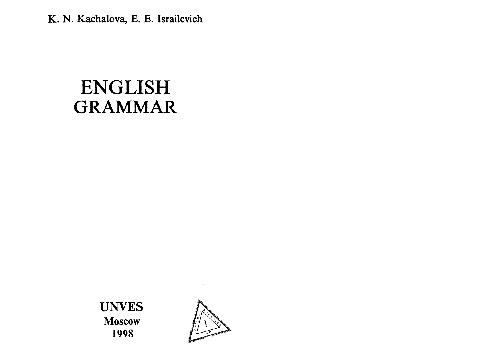 K. N. Kachalova, E. E. Israilevich
ENGLISH
GRAMMAR
UNVES
Moscow
1998